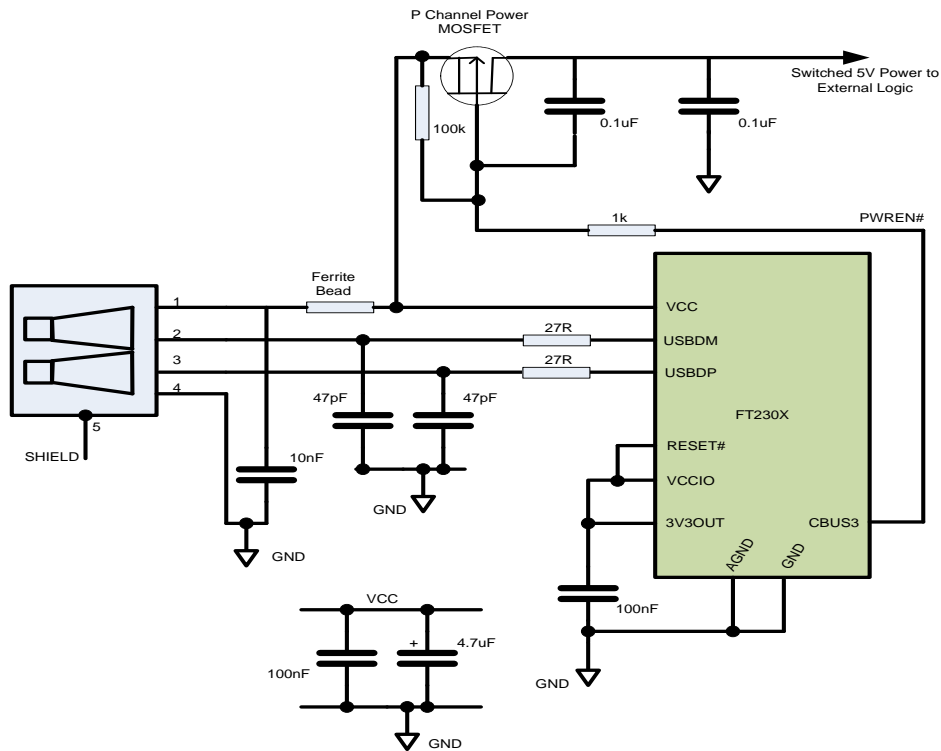 P Channel Power
MOSFET
Switched 5V Power to
External Logic
100k
0.1uF
0.1uF
1k
PWREN#
Ferrite
Bead
1
2
3
4
5
SHIELD
27R
27R
47pF
47pF
10nF
GND
GND
VCC
USBDM
USBDP
FT230X
RESET#
VCCIO
3V3OUT
CBUS3
AGND
GND
100nF
GND
VCC
100nF
+
4.7uF
GND